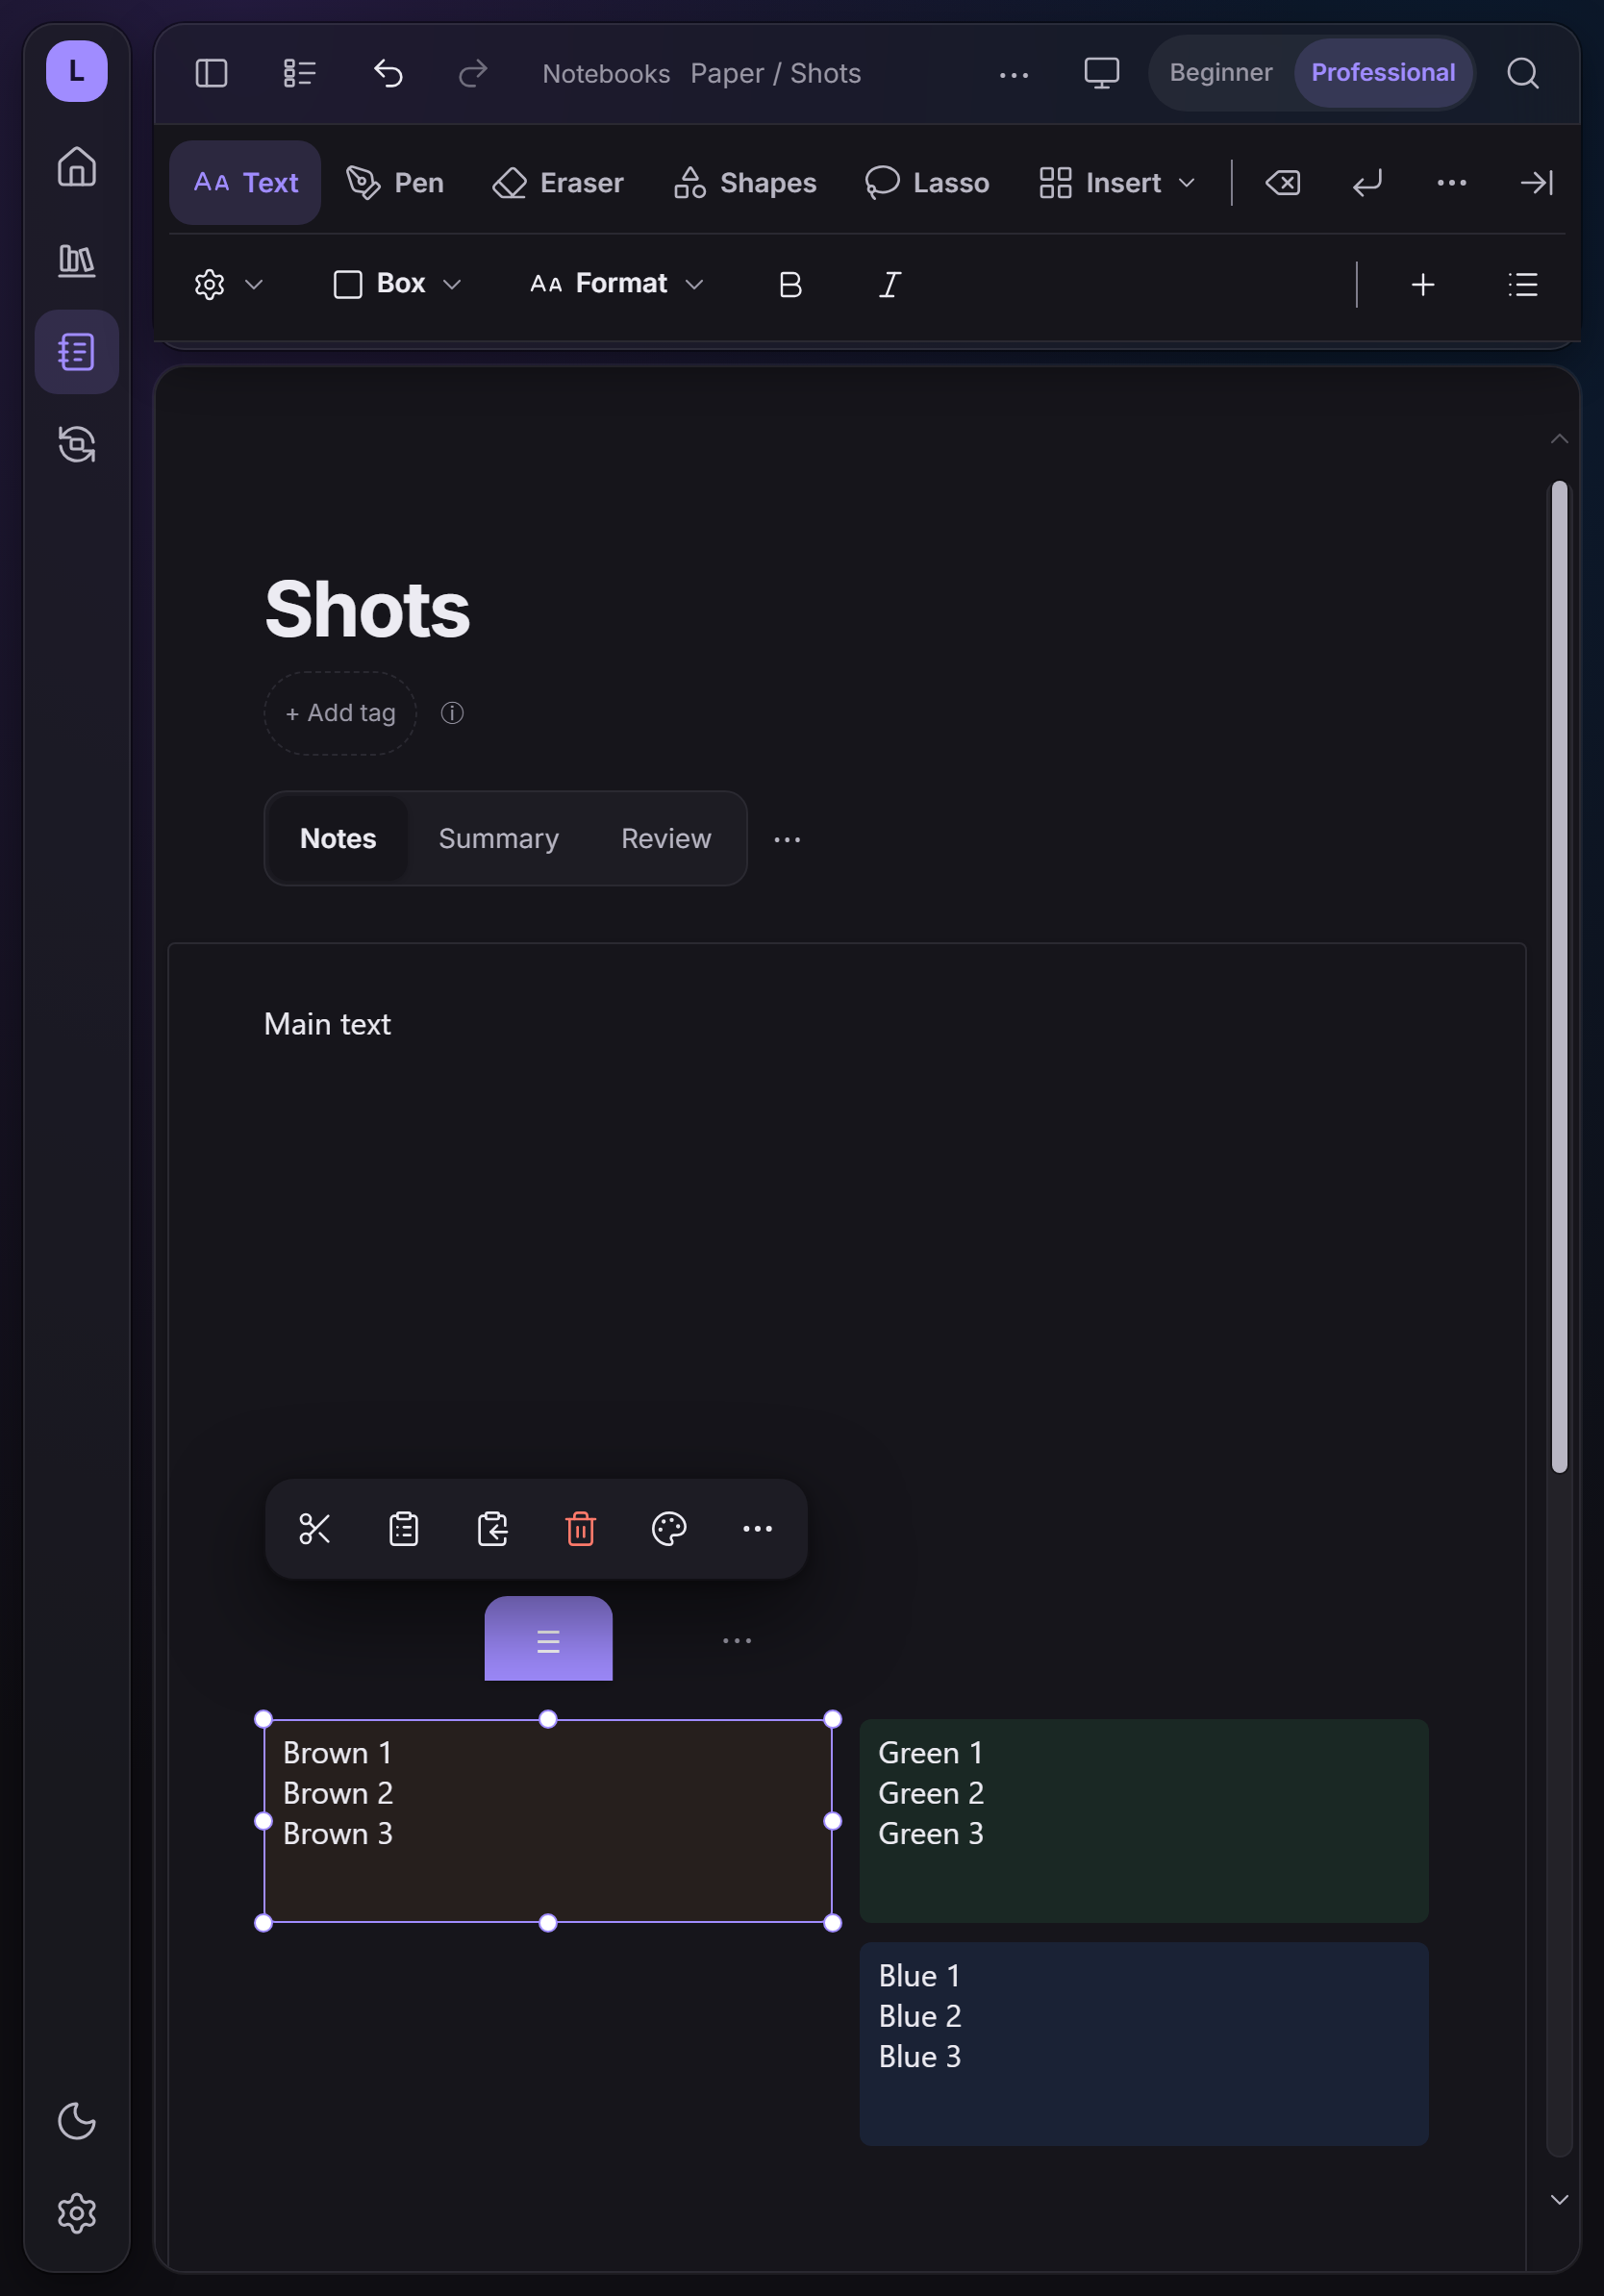 L
Notebooks Paper / Shots
Beginner Professional
Text Pen Eraser Shapes Lasso Insert
Box Format B I
Shots
+ Add tag
Notes Summary Review
Main text
Brown 1
Brown 2
Brown 3
Green 1
Green 2
Green 3
Blue 1
Blue 2
Blue 3